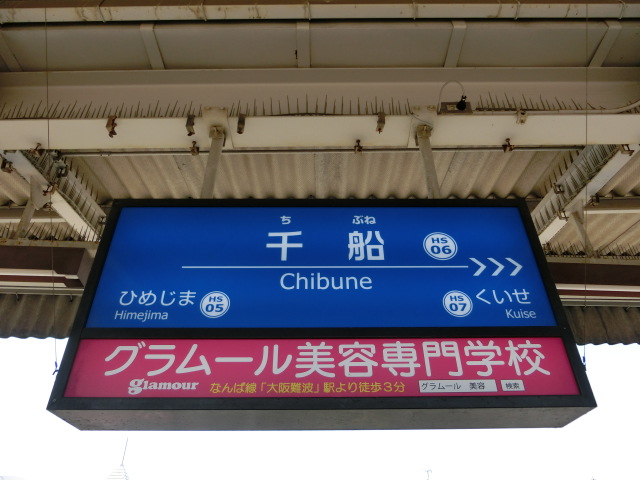 ち ぶね
千 船 HS 06
Chibune
ひめじま HS 05 HS 07 くいせ
Himejima Kuise
グラムール美容専門学校
glamour なんば線「大阪難波」駅より徒歩3分 グラムール 美容 検索